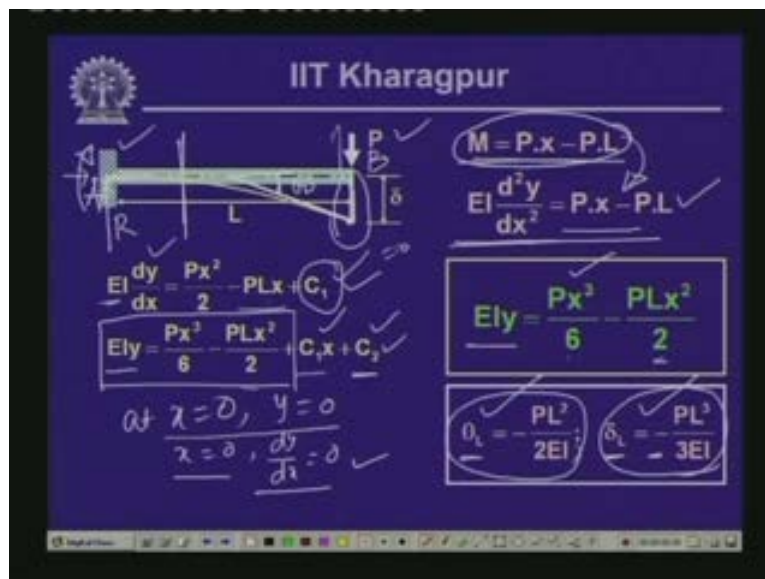 IIT Kharagpur
P
B
A
R
L
δ
M = P.x − P.L
EI d²y/dx² = P.x − P.L
EI dy/dx = Px²/2 − PLx + C₁ = 0
EIy = Px³/6 − PLx²/2 + C₁x + C₂
at x = 0, y = 0
x = 0, dy/dx = 0
EIy = Px³/6 − PLx²/2
θL = − PL²/2EI; δL = − PL³/3EI